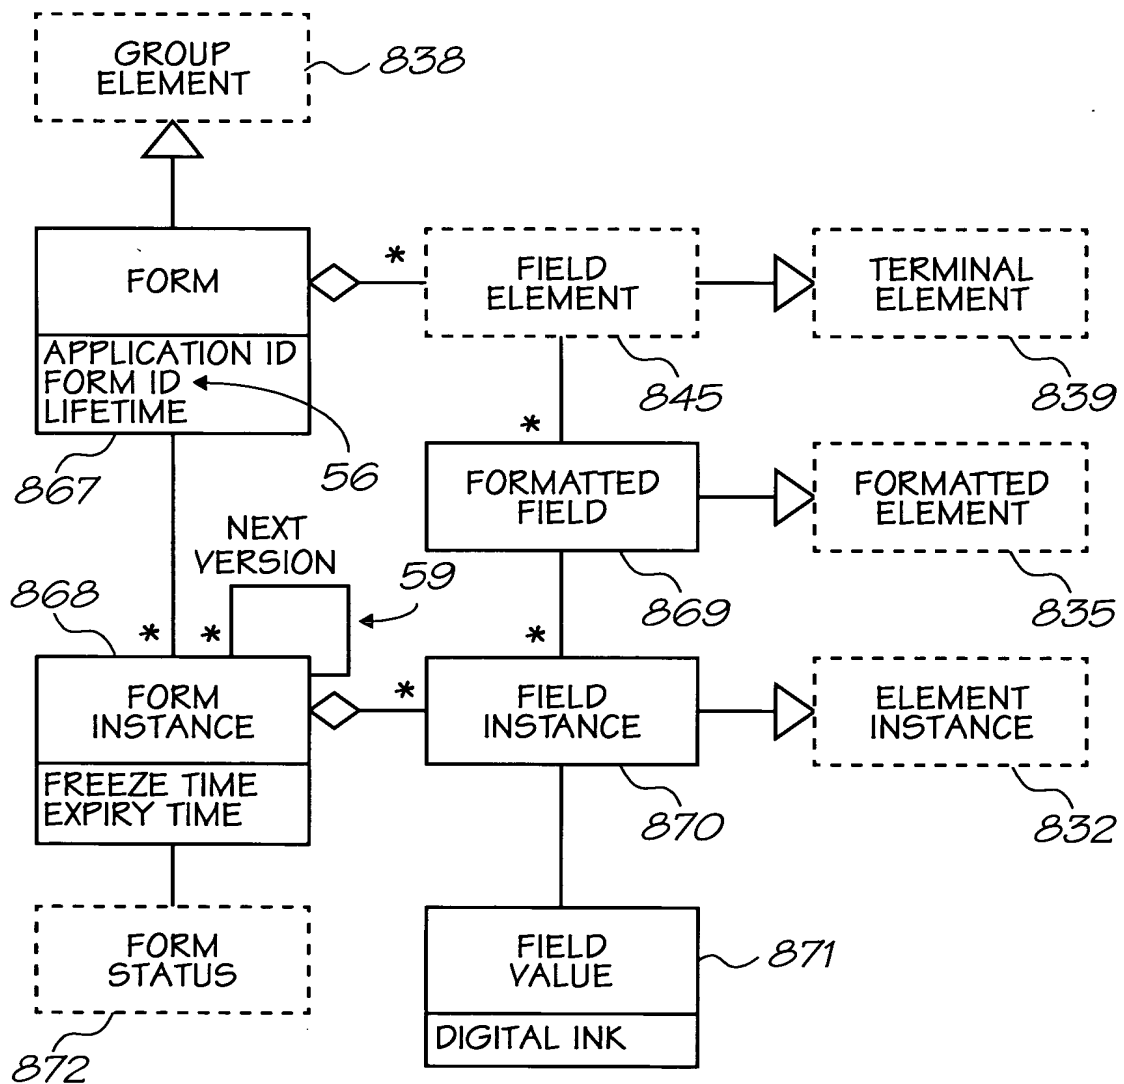 GROUP
ELEMENT
838
FORM
*
FIELD
ELEMENT
TERMINAL
ELEMENT
APPLICATION ID
FORM ID
LIFETIME
845
839
*
867
56
FORMATTED
FIELD
FORMATTED
ELEMENT
NEXT
VERSION
59
868
869
835
*
*
*
FORM
INSTANCE
*
FIELD
INSTANCE
ELEMENT
INSTANCE
FREEZE TIME
EXPIRY TIME
870
832
FORM
STATUS
FIELD
VALUE
871
DIGITAL INK
872